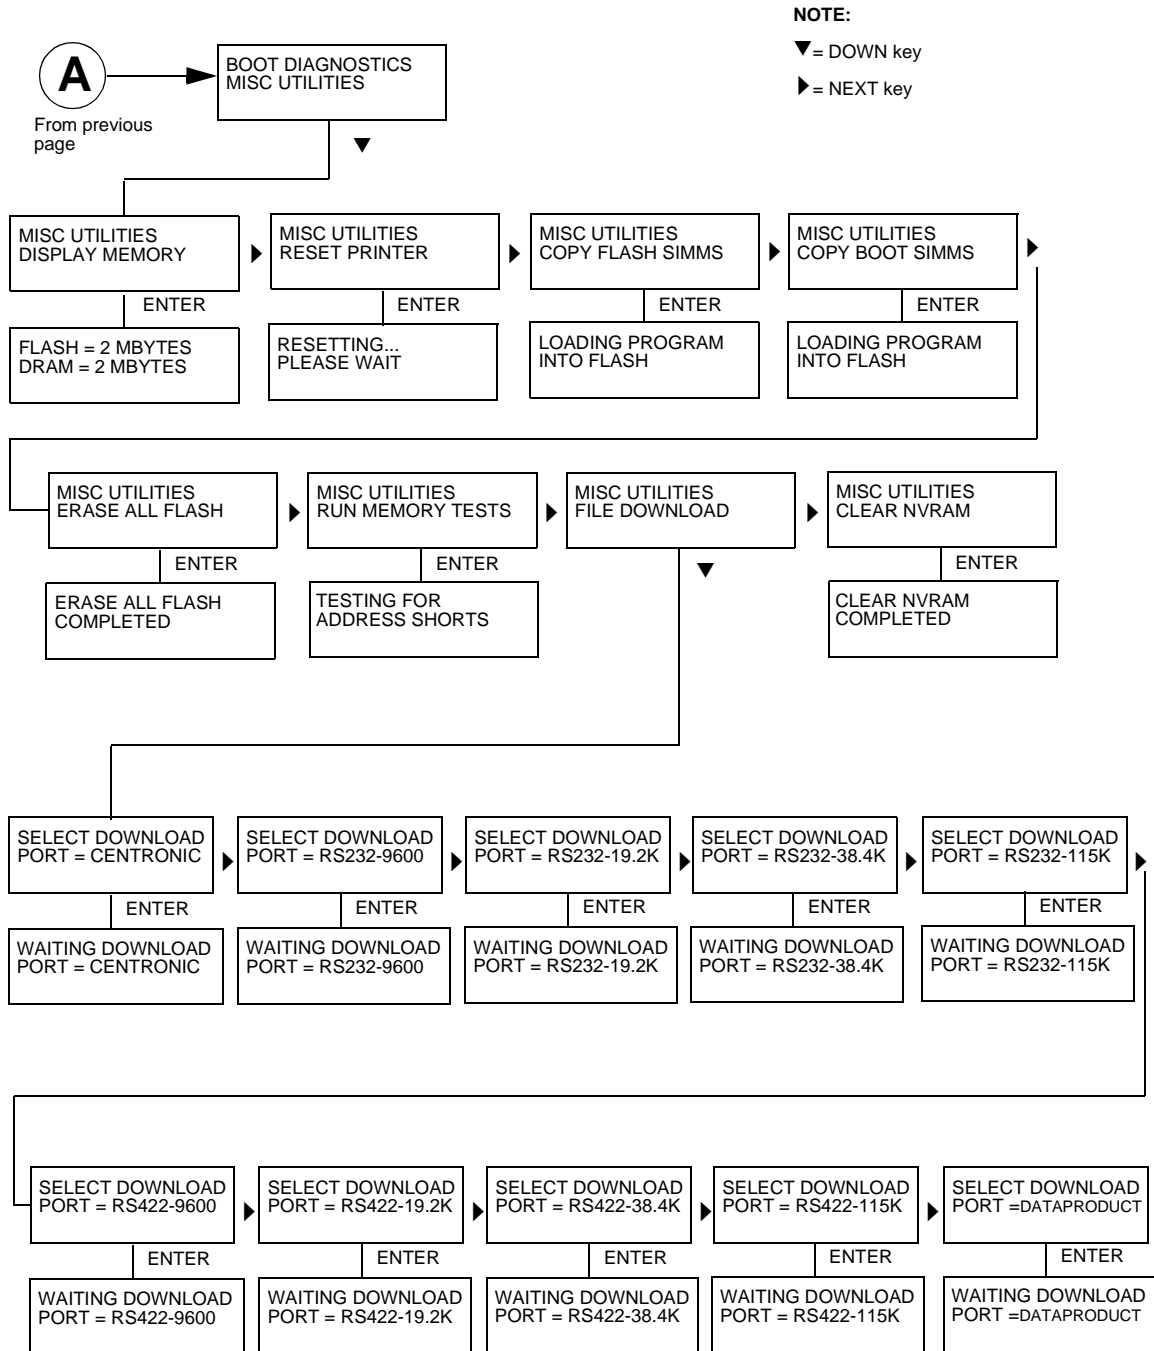 NOTE:
▼= DOWN key
▶= NEXT key
A
From previous
page
BOOT DIAGNOSTICS
MISC UTILITIES
▼
MISC UTILITIES
DISPLAY MEMORY
▶
MISC UTILITIES
RESET PRINTER
▶
MISC UTILITIES
COPY FLASH SIMMS
▶
MISC UTILITIES
COPY BOOT SIMMS
▶
ENTER
ENTER
ENTER
ENTER
FLASH = 2 MBYTES
DRAM = 2 MBYTES
RESETTING...
PLEASE WAIT
LOADING PROGRAM
INTO FLASH
LOADING PROGRAM
INTO FLASH
MISC UTILITIES
ERASE ALL FLASH
▶
MISC UTILITIES
RUN MEMORY TESTS
▶
MISC UTILITIES
FILE DOWNLOAD
▶
MISC UTILITIES
CLEAR NVRAM
ENTER
ENTER
▼
ENTER
ERASE ALL FLASH
COMPLETED
TESTING FOR
ADDRESS SHORTS
CLEAR NVRAM
COMPLETED
SELECT DOWNLOAD
PORT = CENTRONIC
▶
SELECT DOWNLOAD
PORT = RS232-9600
▶
SELECT DOWNLOAD
PORT = RS232-19.2K
▶
SELECT DOWNLOAD
PORT = RS232-38.4K
▶
SELECT DOWNLOAD
PORT = RS232-115K
▶
ENTER
ENTER
ENTER
ENTER
ENTER
WAITING DOWNLOAD
PORT = CENTRONIC
WAITING DOWNLOAD
PORT = RS232-9600
WAITING DOWNLOAD
PORT = RS232-19.2K
WAITING DOWNLOAD
PORT = RS232-38.4K
WAITING DOWNLOAD
PORT = RS232-115K
SELECT DOWNLOAD
PORT = RS422-9600
▶
SELECT DOWNLOAD
PORT = RS422-19.2K
▶
SELECT DOWNLOAD
PORT = RS422-38.4K
▶
SELECT DOWNLOAD
PORT = RS422-115K
▶
SELECT DOWNLOAD
PORT =DATAPRODUCT
ENTER
ENTER
ENTER
ENTER
ENTER
WAITING DOWNLOAD
PORT = RS422-9600
WAITING DOWNLOAD
PORT = RS422-19.2K
WAITING DOWNLOAD
PORT = RS422-38.4K
WAITING DOWNLOAD
PORT = RS422-115K
WAITING DOWNLOAD
PORT =DATAPRODUCT